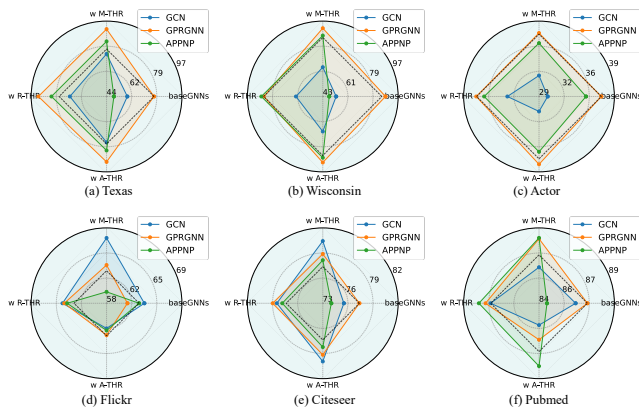 w M-THR
GCN
GPRGNN
APPNP
97
79
62
44
w R-THR
baseGNNs
w A-THR
(a) Texas
w M-THR
GCN
GPRGNN
APPNP
97
79
61
43
w R-THR
baseGNNs
w A-THR
(b) Wisconsin
w M-THR
GCN
GPRGNN
APPNP
39
36
32
29
w R-THR
baseGNNs
w A-THR
(c) Actor
w M-THR
GCN
GPRGNN
APPNP
69
65
62
58
w R-THR
baseGNNs
w A-THR
(d) Flickr
w M-THR
GCN
GPRGNN
APPNP
82
79
76
73
w R-THR
baseGNNs
w A-THR
(e) Citeseer
w M-THR
GCN
GPRGNN
APPNP
89
87
86
84
w R-THR
baseGNNs
w A-THR
(f) Pubmed